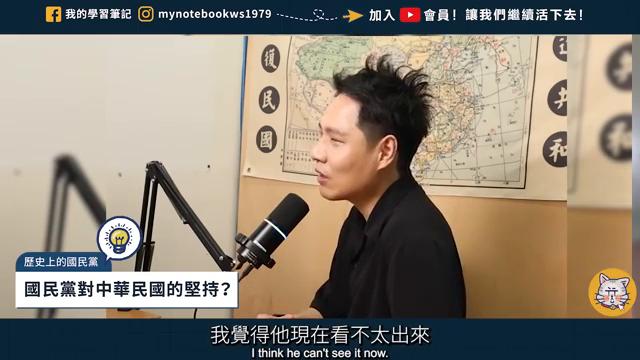 我的學習筆記 mynotebookws1979 加入 會員！讓我們繼續活下去！
復
民
國
共
和
歷史上的國民黨
國民黨對中華民國的堅持？
我覺得他現在看不太出來
I think he can't see it now.